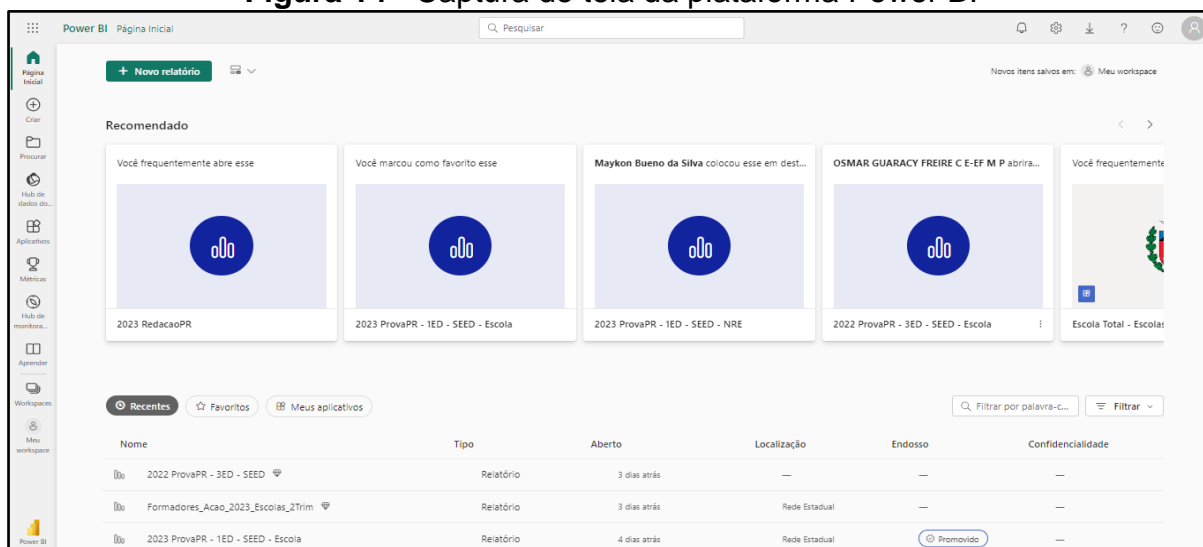 Figura 14 - Captura de tela da plataforma Power BI
Power BI Página Inicial
Pesquisar
Página Inicial
Criar
Procurar
Hub de dados do...
Aplicativos
Métricas
Hub de monitora...
Aprender
Workspaces
Meu workspace
Power BI
+ Novo relatório
Novos itens salvos em: Meu workspace
Recomendado
Você frequentemente abre esse
2023 RedacaoPR
Você marcou como favorito esse
2023 ProvaPR - 1ED - SEED - Escola
Maykon Bueno da Silva colocou esse em dest...
2023 ProvaPR - 1ED - SEED - NRE
OSMAR GUARACY FREIRE C E-EF M P abrira...
2022 ProvaPR - 3ED - SEED - Escola
Você frequentemente
Escola Total - Escolas
Recentes Favoritos Meus aplicativos
Filtrar por palavra-c... Filtrar
Nome Tipo Aberto Localização Endosso Confidencialidade
2022 ProvaPR - 3ED - SEED Relatório 3 dias atrás — — —
Formadores_Acao_2023_Escolas_2Trim Relatório 3 dias atrás Rede Estadual — —
2023 ProvaPR - 1ED - SEED - Escola Relatório 4 dias atrás Rede Estadual Promovido —